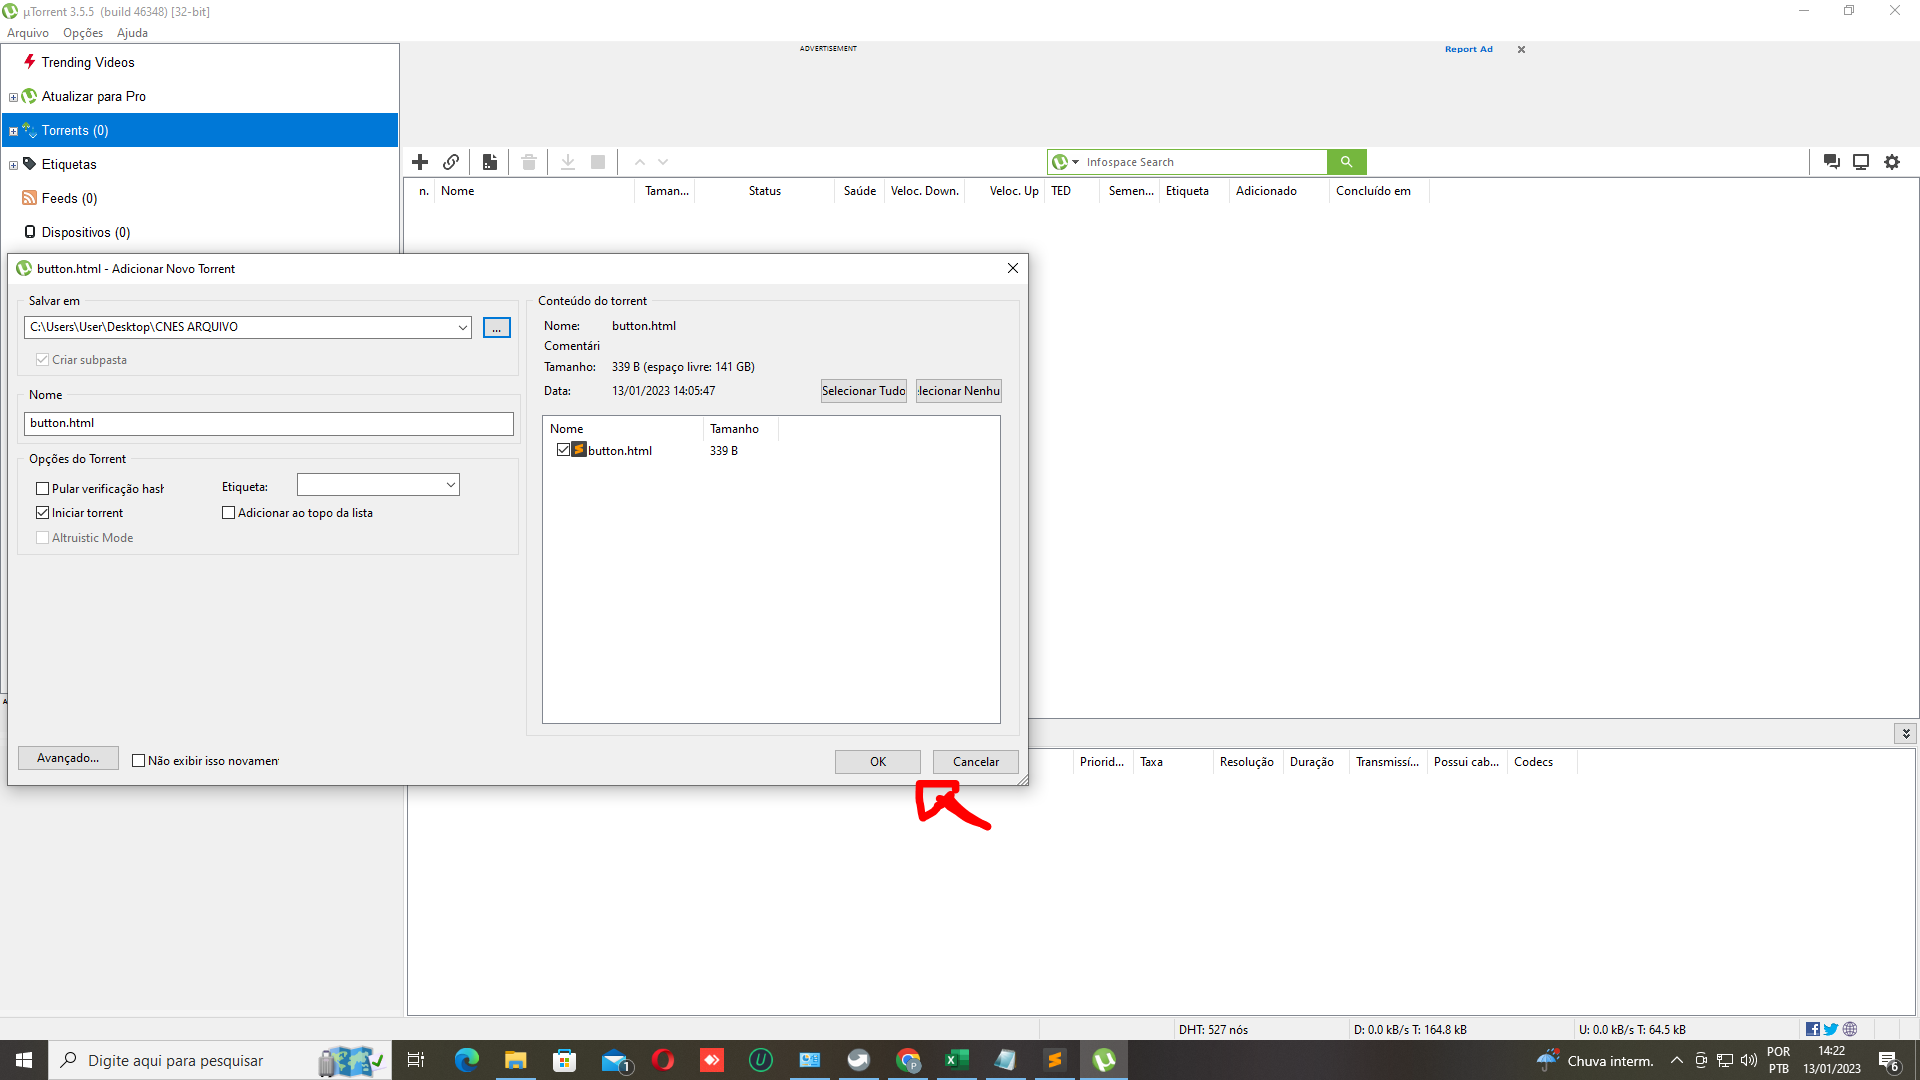 µTorrent 3.5.5 (build 46348) [32-bit]
Arquivo Opções Ajuda
Trending Videos
Atualizar para Pro
Torrents (0)
Etiquetas
Feeds (0)
Dispositivos (0)
ADVERTISEMENT
Report Ad
Infospace Search
n. Nome Taman... Status Saúde Veloc. Down. Veloc. Up TED Semen... Etiqueta Adicionado Concluído em
button.html - Adicionar Novo Torrent
Salvar em
C:\Users\User\Desktop\CNES ARQUIVO
...
Criar subpasta
Nome
button.html
Opções do Torrent
Pular verificação hash
Etiqueta:
Iniciar torrent
Adicionar ao topo da lista
Altruistic Mode
Conteúdo do torrent
Nome: button.html
Comentári
Tamanho: 339 B (espaço livre: 141 GB)
Data: 13/01/2023 14:05:47
Selecionar Tudo
lecionar Nenhu
Nome Tamanho
button.html 339 B
Avançado...
Não exibir isso novamen
OK
Cancelar
Priorid... Taxa Resolução Duração Transmissí... Possui cab... Codecs
DHT: 527 nós
D: 0.0 kB/s T: 164.8 kB
U: 0.0 kB/s T: 64.5 kB
Digite aqui para pesquisar
1
Chuva interm.
POR
PTB
14:22
13/01/2023
6